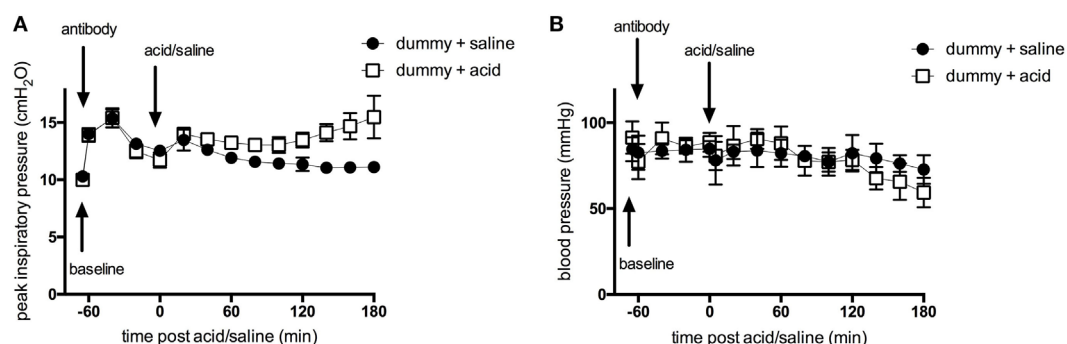 A
antibody
acid/saline
dummy + saline
dummy + acid
peak inspiratory pressure (cmH2O)
15
10
5
0
baseline
-60
0
60
120
180
time post acid/saline (min)
B
antibody
acid/saline
dummy + saline
dummy + acid
blood pressure (mmHg)
100
50
0
baseline
-60
0
60
120
180
time post acid/saline (min)